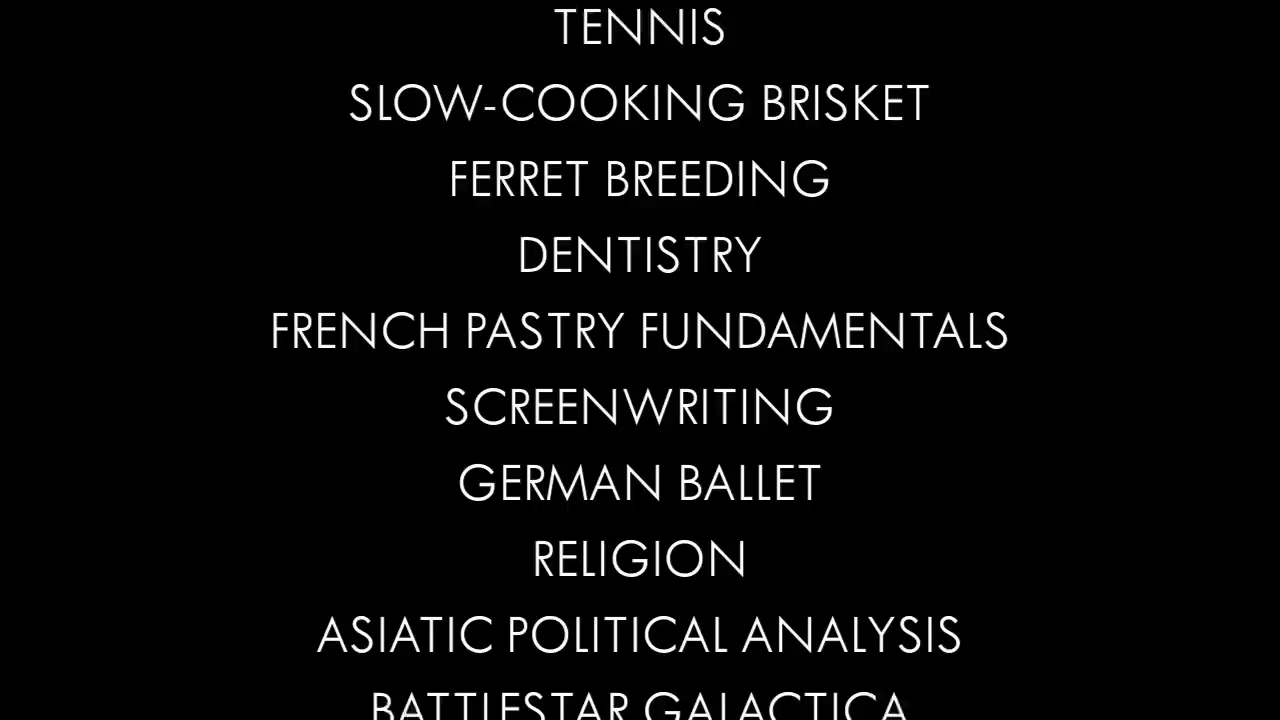 TENNIS
SLOW-COOKING BRISKET
FERRET BREEDING
DENTISTRY
FRENCH PASTRY FUNDAMENTALS
SCREENWRITING
GERMAN BALLET
RELIGION
ASIATIC POLITICAL ANALYSIS
BATTLESTAR GALACTICA